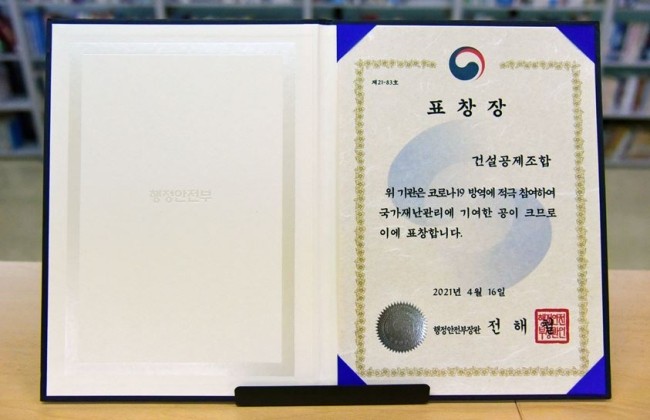 행정안전부
제21-83호
표 창 장
건설공제조합
위 기관은 코로나19 방역에 적극 참여하여
국가재난관리에 기여한 공이 크므로
이에 표창합니다.
2021년 4월 16일
행정안전부장관 전 해 철